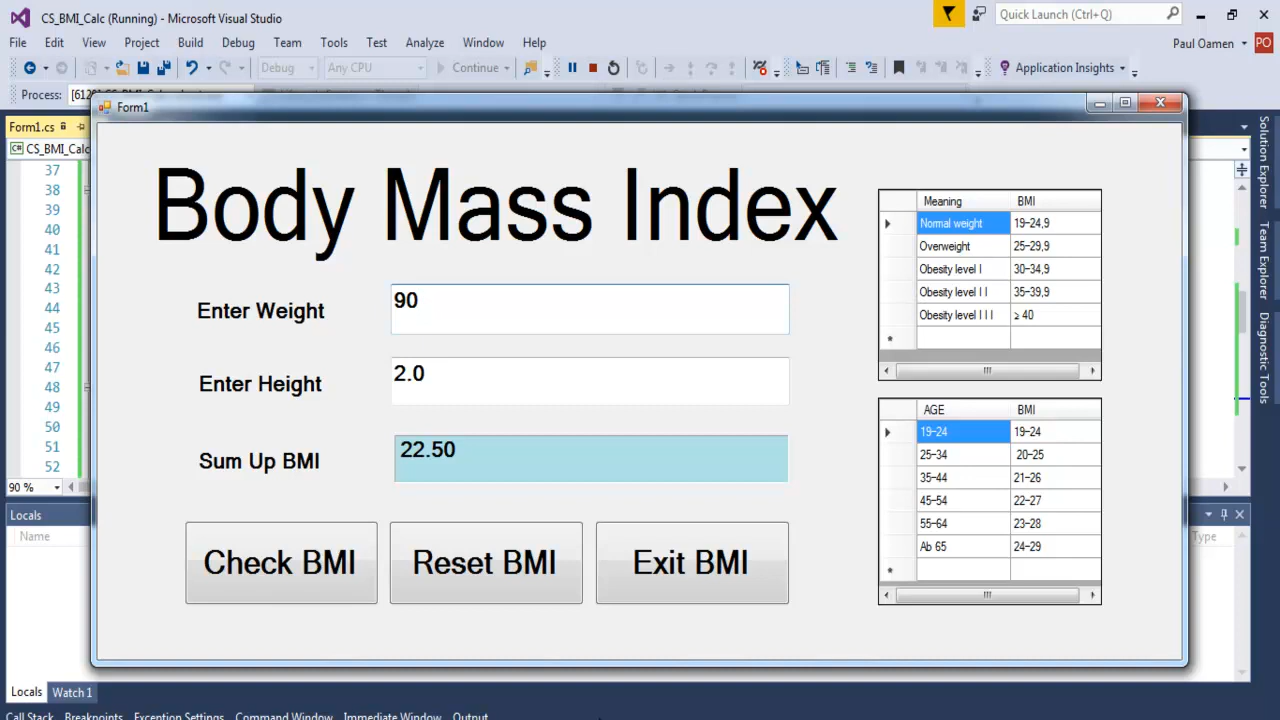 CS_BMI_Calc (Running) - Microsoft Visual Studio
Quick Launch (Ctrl+Q)
File Edit View Project Build Debug Team Tools Test Analyze Window Help
Paul Oamen PO
Debug Any CPU Continue Application Insights
Process:
Form1
Form1.cs
CS_BMI_Calc
37
38
39
40
41
42
43
44
45
46
47
48
49
50
51
52
90 %
Body Mass Index
Enter Weight 90
Enter Height 2.0
Sum Up BMI 22.50
Check BMI Reset BMI Exit BMI
Meaning BMI
Normal weight 19-24,9
Overweight 25-29,9
Obesity level I 30-34,9
Obesity level I I 35-39,9
Obesity level I I I ≥ 40
*
AGE BMI
19-24 19-24
25-34 20-25
35-44 21-26
45-54 22-27
55-64 23-28
Ab 65 24-29
*
Solution Explorer
Team Explorer
Diagnostic Tools
Locals
Name
Type
Locals Watch 1
Call Stack Breakpoints Exception Settings Command Window Immediate Window Output